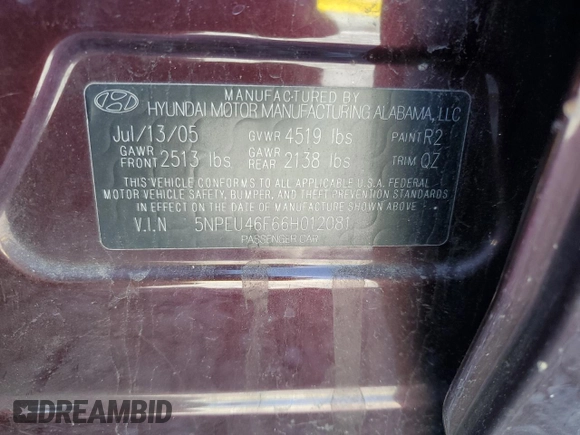 MANUFACTURED BY
HYUNDAI MOTOR MANUFACTURING ALABAMA, LLC
Jul/13/05 GVWR 4519 lbs PAINT R2
GAWR FRONT 2513 lbs GAWR REAR 2138 lbs TRIM QZ
THIS VEHICLE CONFORMS TO ALL APPLICABLE U.S.A. FEDERAL
MOTOR VEHICLE SAFETY, BUMPER, AND THEFT PREVENTION STANDARDS
IN EFFECT ON THE DATE OF MANUFACTURE SHOWN ABOVE.
V.I.N 5NPEU46F66H012081
PASSENGER CAR
DREAMBID